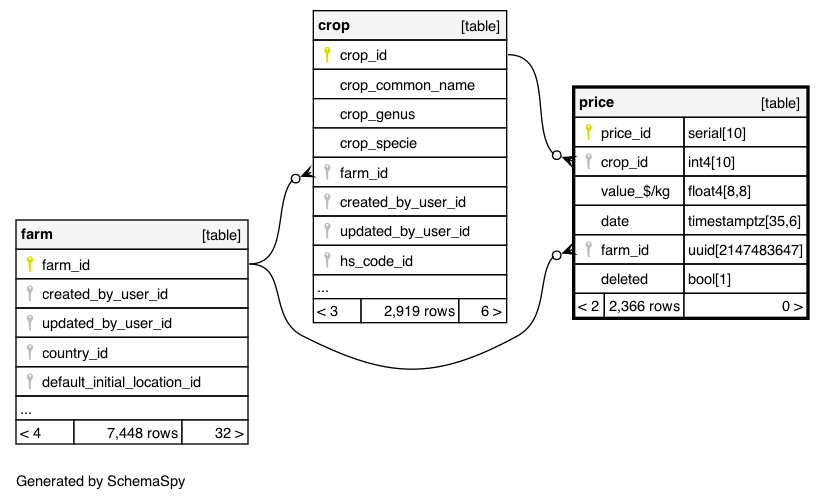 crop [table]
crop_id
crop_common_name
crop_genus
crop_specie
farm_id
created_by_user_id
updated_by_user_id
hs_code_id
...
< 3 2,919 rows 6 >
price [table]
price_id serial[10]
crop_id int4[10]
value_$/kg float4[8,8]
date timestamptz[35,6]
farm_id uuid[2147483647]
deleted bool[1]
< 2 2,366 rows 0 >
farm [table]
farm_id
created_by_user_id
updated_by_user_id
country_id
default_initial_location_id
...
< 4 7,448 rows 32 >
Generated by SchemaSpy